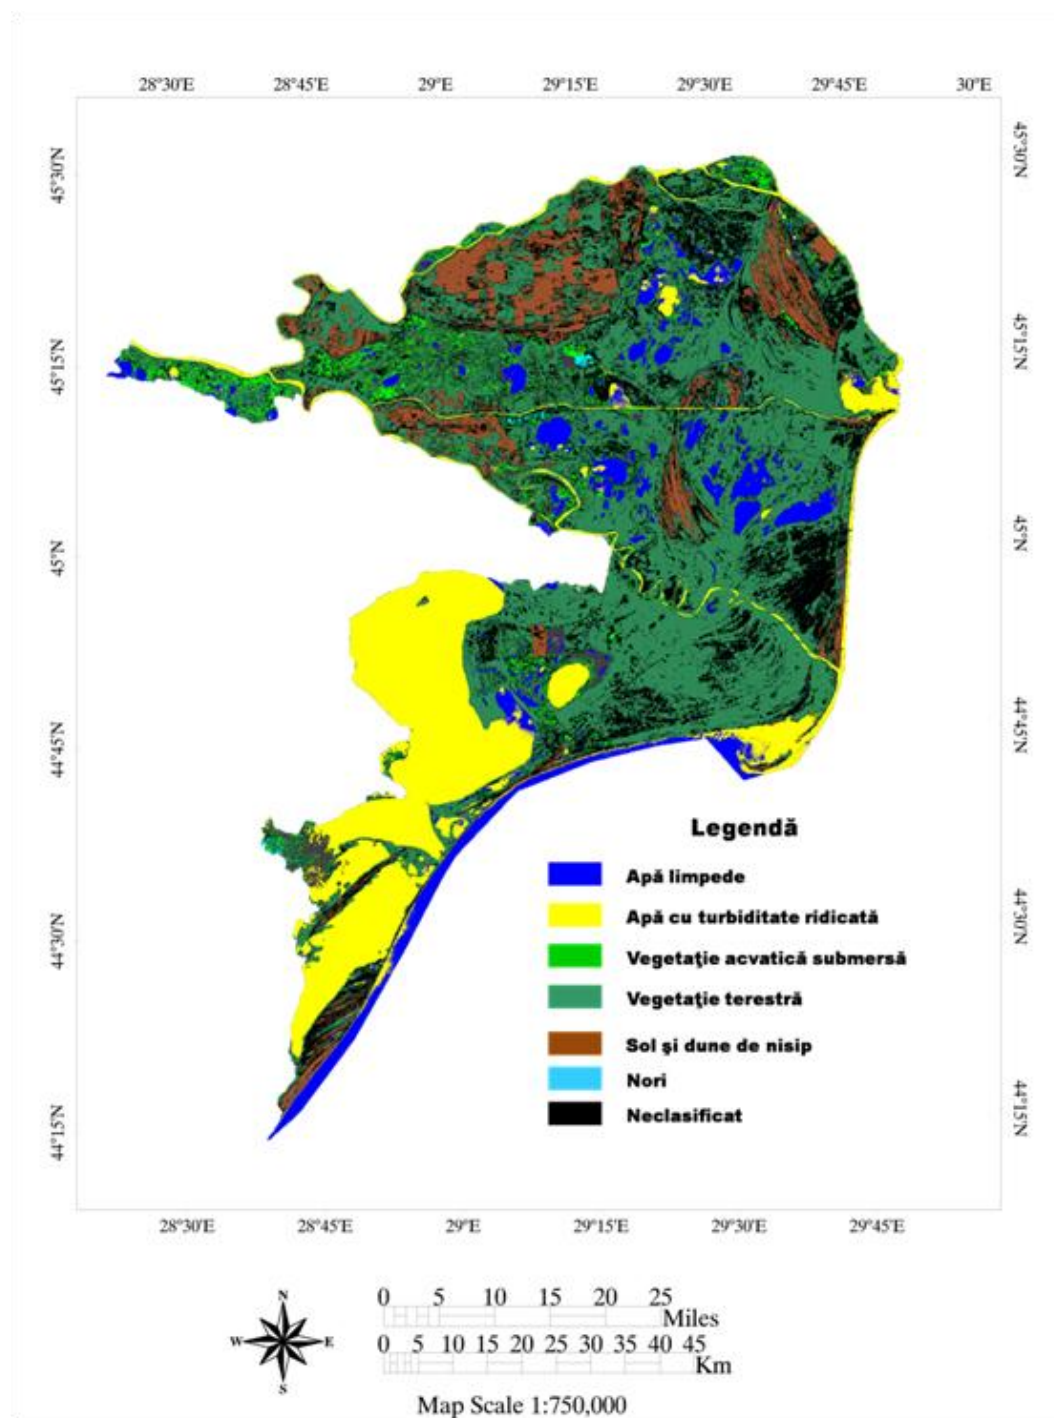 28°30'E 28°45'E 29°E 29°15'E 29°30'E 29°45'E 30°E
45°30'N 45°30'N
45°15'N 45°15'N
45°N 45°N
44°45'N 44°45'N
Legendă
Apă limpede
Apă cu turbiditate ridicată
44°30'N 44°30'N
Vegetaţie acvatică submersă
Vegetaţie terestră
Sol şi dune de nisip
Nori
Neclasificat
44°15'N 44°15'N
28°30'E 28°45'E 29°E 29°15'E 29°30'E 29°45'E
N
W E
S
0 5 10 15 20 25
Miles
0 5 10 15 20 25 30 35 40 45
Km
Map Scale 1:750,000